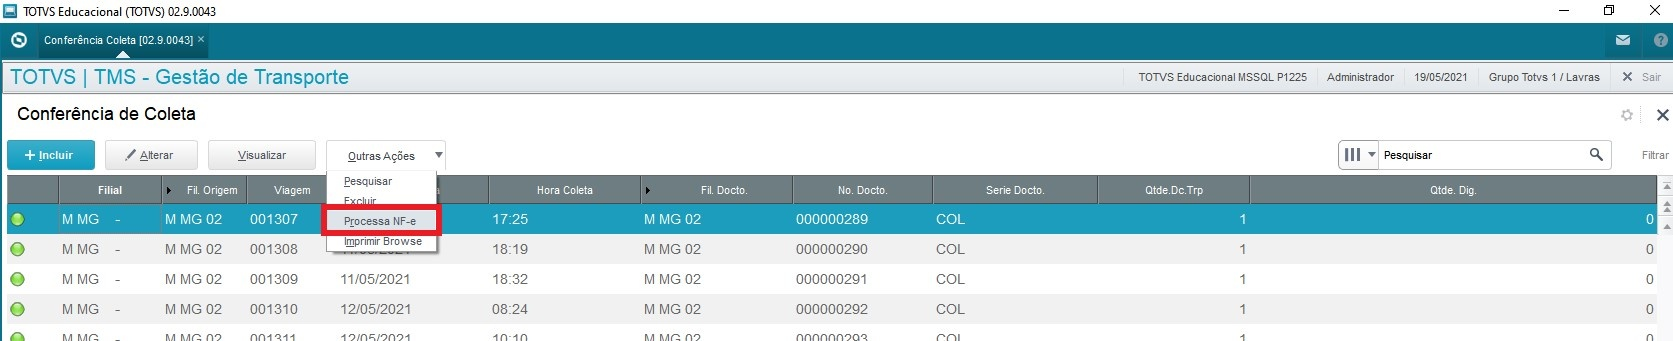 TOTVS Educacional (TOTVS) 02.9.0043
Conferência Coleta [02.9.0043] ×
TOTVS | TMS - Gestão de Transporte
TOTVS Educacional MSSQL P1225 Administrador 19/05/2021 Grupo Totvs 1 / Lavras Sair
Conferência de Coleta
+ Incluir Alterar Visualizar Outras Ações Pesquisar Filtrar
Pesquisar
Excluir
Processa NF-e
Imprimir Browse
Filial Fil. Origem Viagem Hora Coleta Fil. Docto. No. Docto. Serie Docto. Qtde.Dc.Trp Qtde. Dig.
M MG - M MG 02 001307 17:25 M MG 02 000000289 COL 1 0
M MG - M MG 02 001308 18:19 M MG 02 000000290 COL 1 0
M MG - M MG 02 001309 11/05/2021 18:32 M MG 02 000000291 COL 1 0
M MG - M MG 02 001310 12/05/2021 08:24 M MG 02 000000292 COL 1 0
M MG - M MG 02 001311 12/05/2021 10:10 M MG 02 000000293 COL 1 0